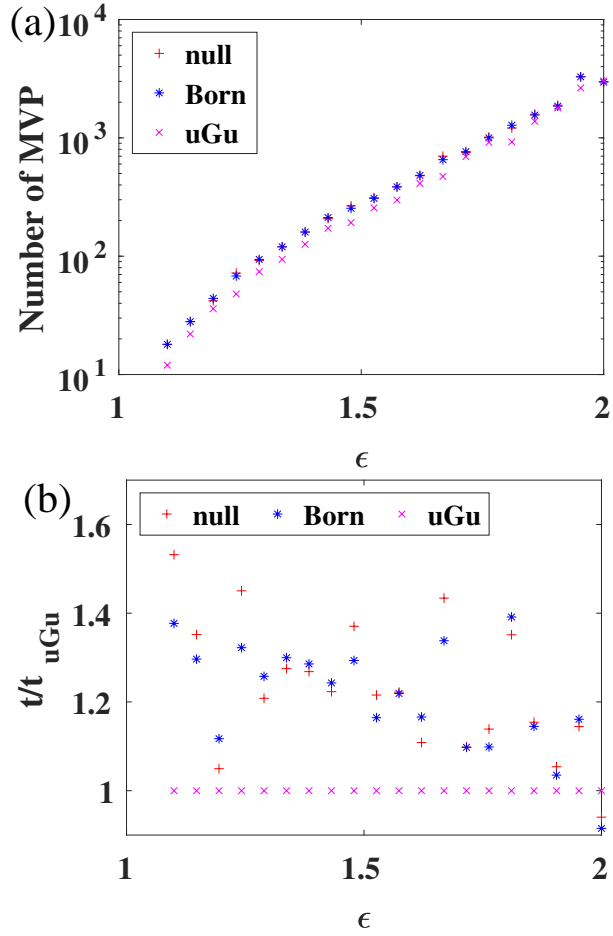 (a)
10^4
10^3
10^2
10^1
Number of MVP
null
Born
uGu
1
1.5
2
ϵ
(b)
1.6
1.4
1.2
1
t/t_uGu
null Born uGu
1
1.5
2
ϵ